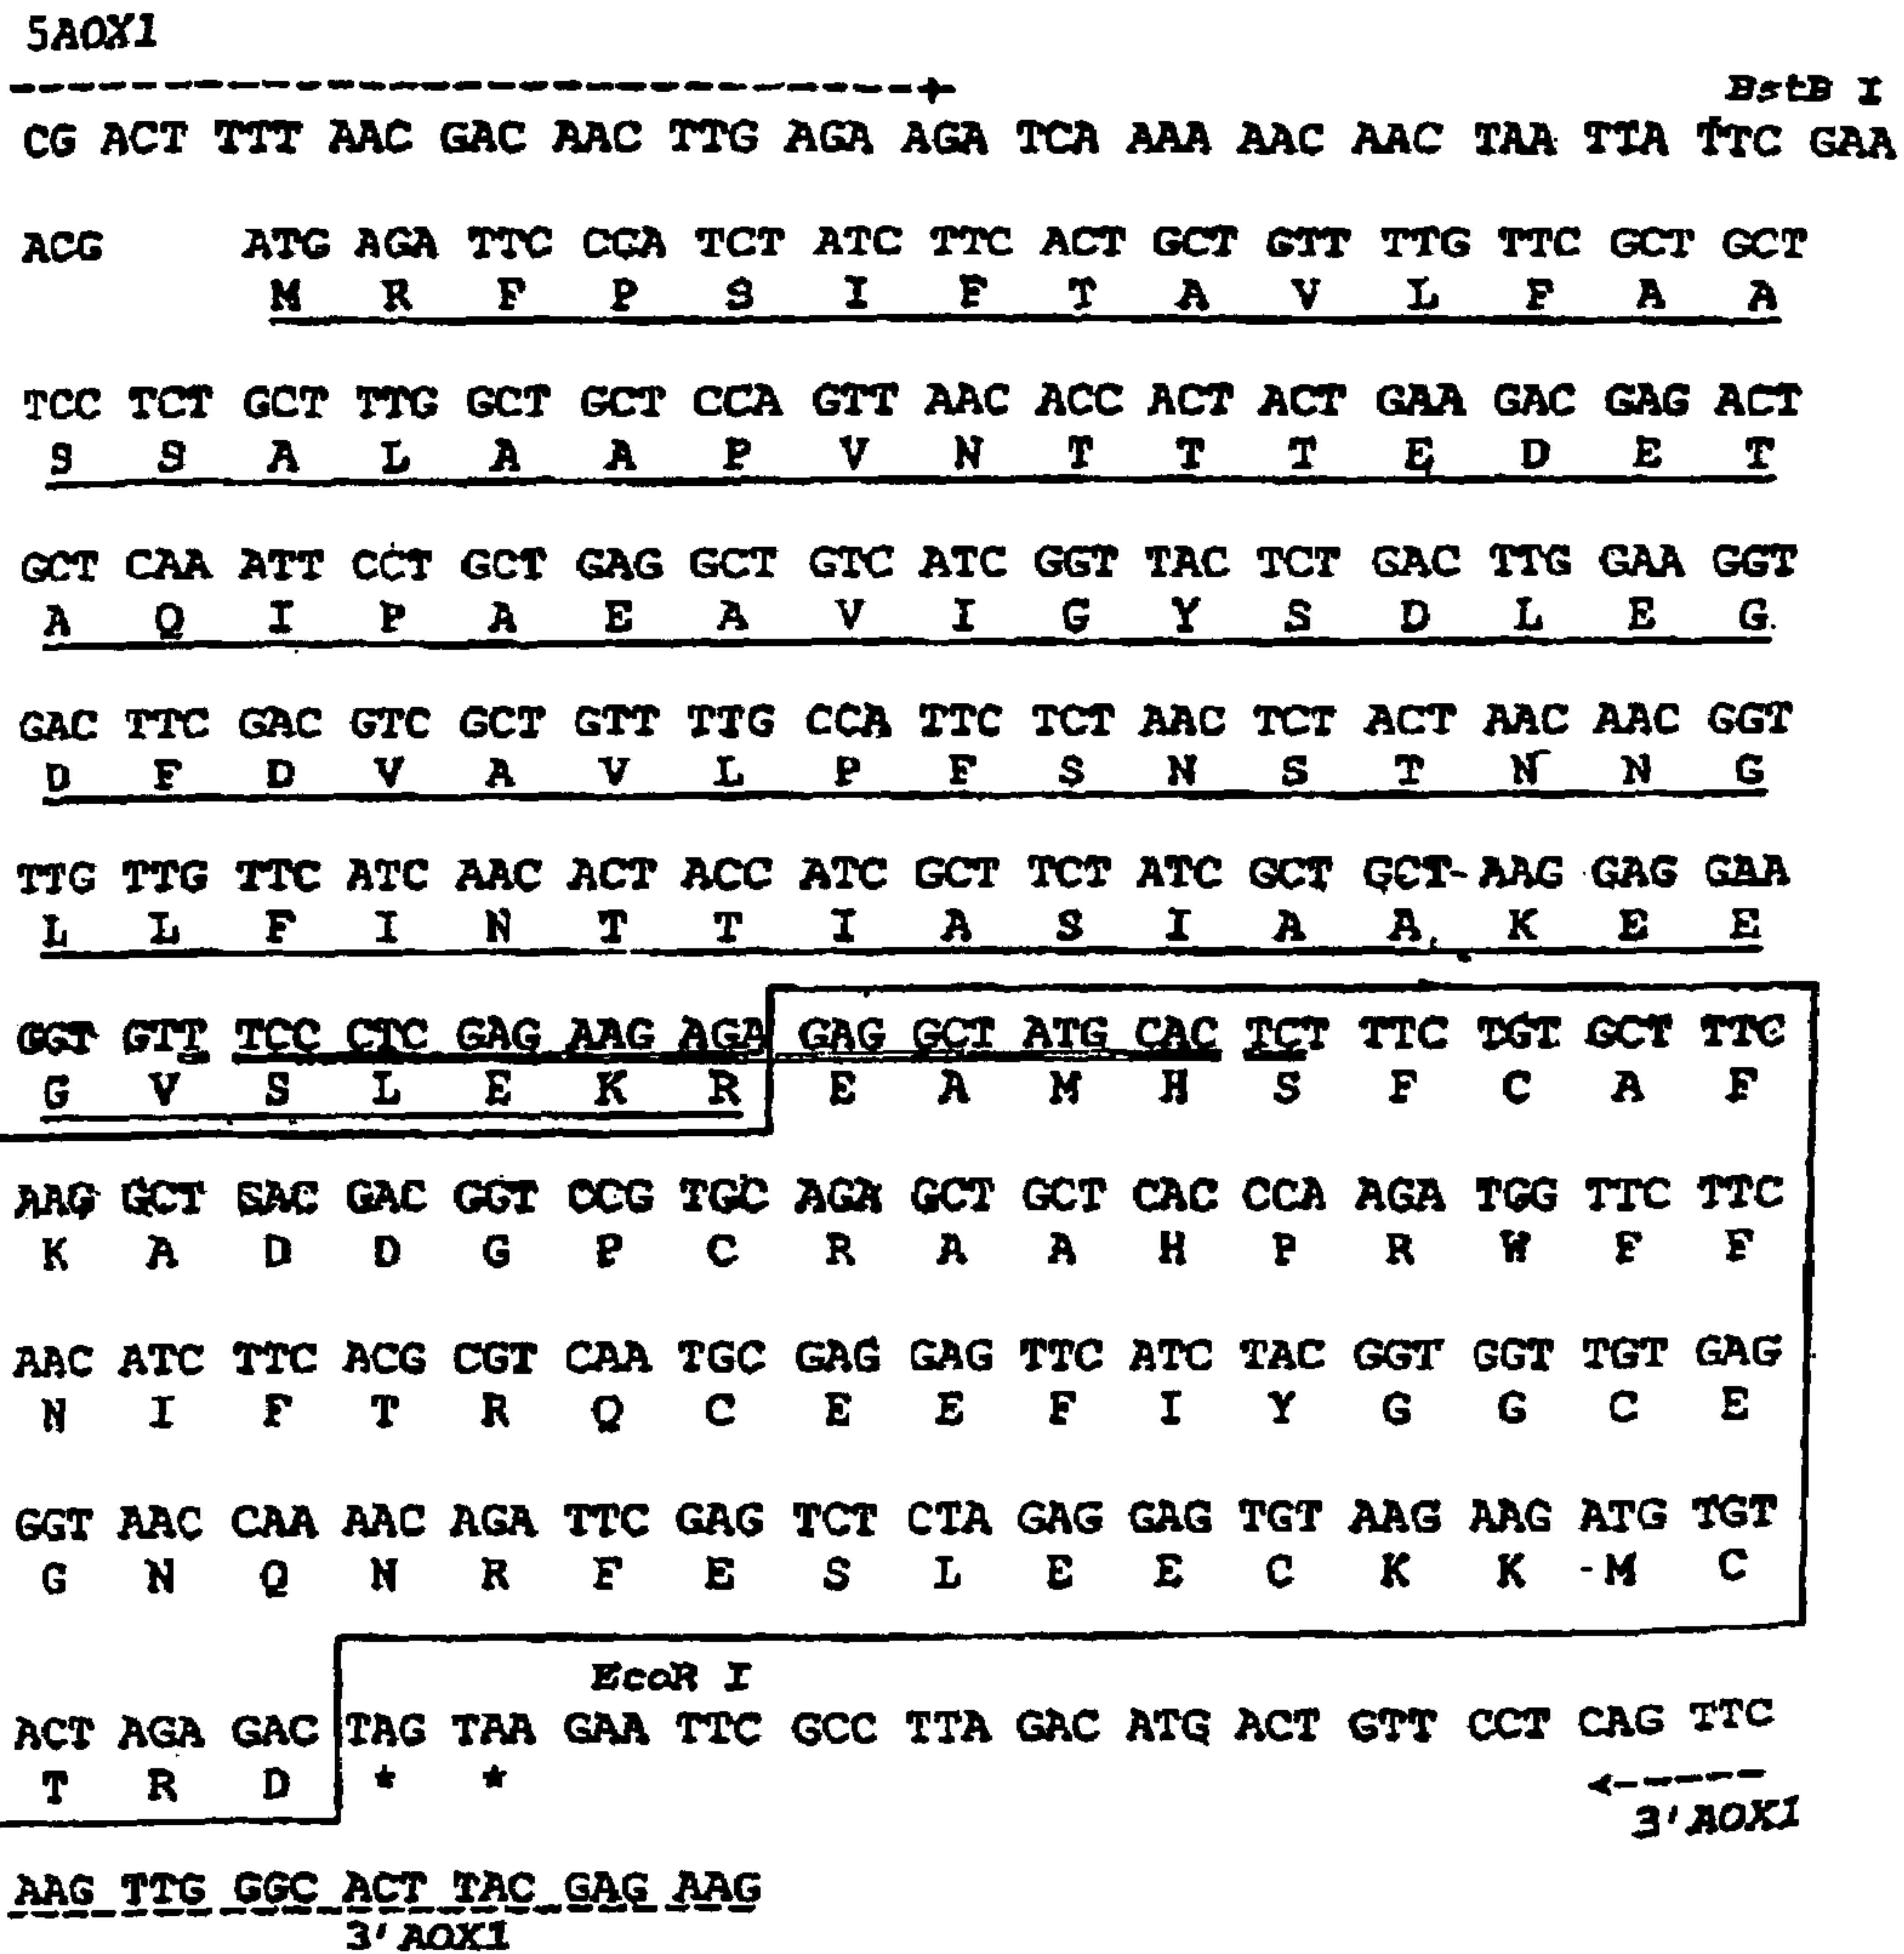 5AOX1
BstB I
CG ACT TTT AAC GAC AAC TTG AGA AGA TCA AAA AAC AAC TAA TTA TTC GAA
ACG ATG AGA TTC CCA TCT ATC TTC ACT GCT GTT TTG TTC GCT GCT
M R F P S I F T A V L F A A
TCC TCT GCT TTG GCT GCT CCA GTT AAC ACC ACT ACT GAA GAC GAG ACT
S S A L A A P V N T T T E D E T
GCT CAA ATT CCT GCT GAG GCT GTC ATC GGT TAC TCT GAC TTG GAA GGT
A Q I P A E A V I G Y S D L E G
GAC TTC GAC GTC GCT GTT TTG CCA TTC TCT AAC TCT ACT AAC AAC GGT
D F D V A V L P F S N S T N N G
TTG TTG TTC ATC AAC ACT ACC ATC GCT TCT ATC GCT GCT AAG GAG GAA
L L F I N T T I A S I A A K E E
GGT GTT TCC CTC GAG AAG AGA GAG GCT ATG CAC TCT TTC TGT GCT TTC
G V S L E K R E A M H S F C A F
AAG GCT GAC GAC GGT CCG TGC AGA GCT GCT CAC CCA AGA TGG TTC TTC
K A D D G P C R A A H P R W F F
AAC ATC TTC ACG CGT CAA TGC GAG GAG TTC ATC TAC GGT GGT TGT GAG
N I F T R Q C E E F I Y G G C E
GGT AAC CAA AAC AGA TTC GAG TCT CTA GAG GAG TGT AAG AAG ATG TGT
G N Q N R F E S L E E C K K M C
EcoR I
ACT AGA GAC TAG TAA GAA TTC GCC TTA GAC ATG ACT GTT CCT CAG TTC
T R D * *
3'AOX1
AAG TTG GGC ACT TAC GAG AAG
3'AOX1